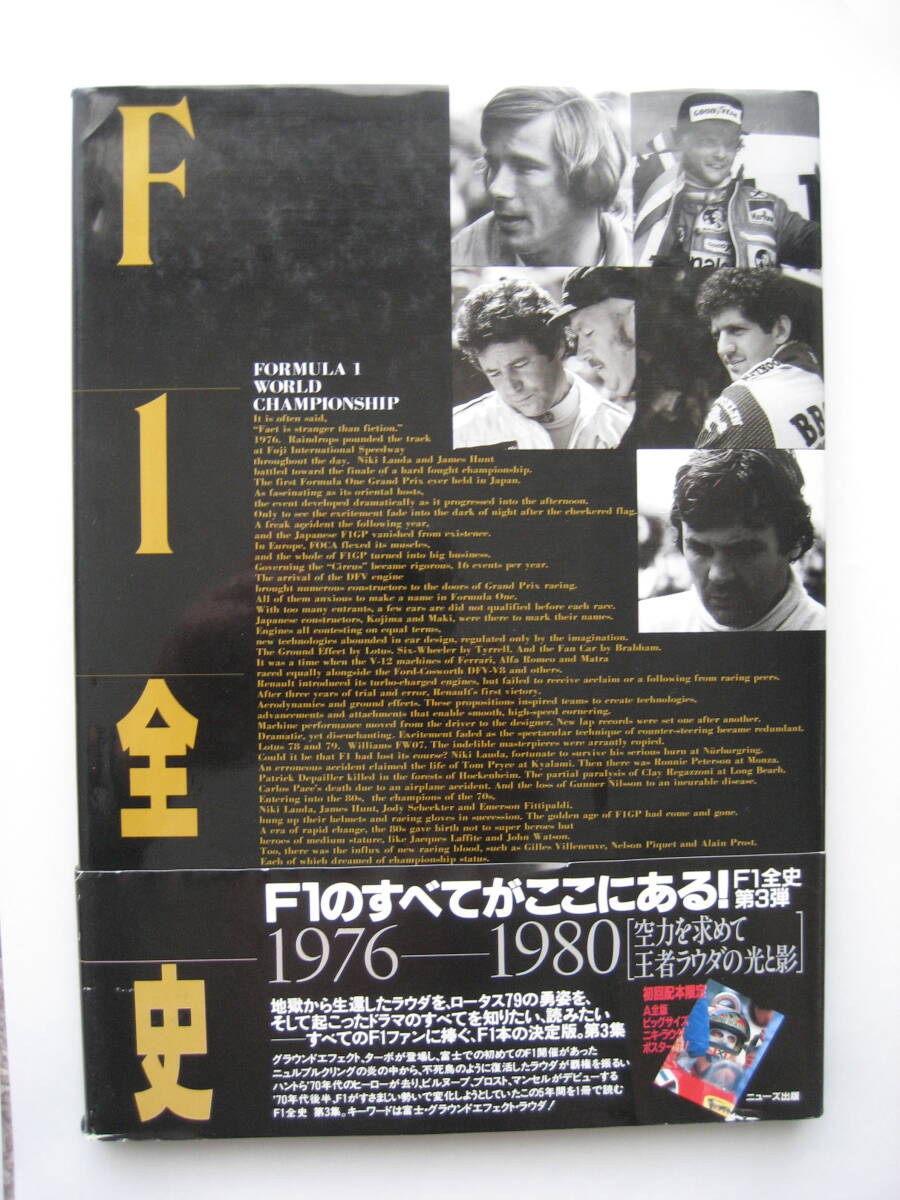 F1全史
GOODYEAR
Marlboro
BR
FORMULA 1
WORLD
CHAMPIONSHIP
It is often said,
"Fact is stranger than fiction."
1976. Raindrops pounded the track
at Fuji International Speedway
throughout the day. Niki Lauda and James Hunt
battled toward the finale of a hard fought championship.
The first Formula One Grand Prix ever held in Japan.
As fascinating as its oriental hosts,
the event developed dramatically as it progressed into the afternoon.
Only to see the excitement fade into the dark of night after the checkered flag.
A freak accident the following year,
and the Japanese F1GP vanished from existence.
In Europe, FOCA flexed its muscles,
and the whole of F1GP turned into big business.
Governing the "Circus" became rigorous, 16 events per year.
The arrival of the DFV engine
brought numerous constructors to the doors of Grand Prix racing.
All of them anxious to make a name in Formula One.
With too many entrants, a few cars are did not qualified before each race.
Japanese constructors, Kojima and Maki, were there to mark their names.
Engines all contesting on equal terms,
new technologies abounded in car design, regulated only by the imagination.
The Ground Effect by Lotus. Six-Wheeler by Tyrrell. And the Fan Car by Brabham.
It was a time when the V-12 machines of Ferrari, Alfa Romeo and Matra
raced equally alongside the Ford-Cosworth DFV-V8 and others.
Renault introduced its turbo-charged engines, but failed to receive acclaim or a following from racing peers.
After three years of trial and error, Renault's first victory.
Aerodynamics and ground effects. These propositions inspired teams to create technologies,
advancements and attachments that enable smooth, high-speed cornering.
Machine performance moved from the driver to the designer. New lap records were set one after another.
Dramatic, yet disenchanting. Excitement faded as the spectacular technique of counter-steering became redundant.
Lotus 78 and 79. Williams FW07. The indelible masterpieces were arrantly copied.
Could it be that F1 had lost its course? Niki Lauda, fortunate to survive his serious burn at Nürburgring.
An erroneous accident claimed the life of Tom Pryce at Kyalami. Then there was Ronnie Peterson at Monza.
Patrick Depailler killed in the forests of Hockenheim. The partial paralysis of Clay Regazzoni at Long Beach.
Carlos Pace's death due to an airplane accident. And the loss of Gunner Nilsson to an incurable disease.
Entering into the 80s, the champions of the 70s,
Niki Lauda, James Hunt, Jody Scheckter and Emerson Fittipaldi,
hung up their helmets and racing gloves in succession. The golden age of F1GP had come and gone.
A era of rapid change, the 80s gave birth not to super heroes but
heroes of medium stature, like Jacques Laffite and John Watson.
Too, there was the influx of new racing blood, such as Gilles Villeneuve, Nelson Piquet and Alain Prost.
Each of which dreamed of championship status.
F1のすべてがここにある!
F1全史
第3弾
1976—1980
[空力を求めて
王者ラウダの光と影]
地獄から生還したラウダを、ロータス79の勇姿を、
そして起こったドラマのすべてを知りたい、読みたい
——すべてのF1ファンに捧ぐ、F1本の決定版。第3集
グラウンドエフェクト、ターボが登場し、富士での初めてのF1開催があった
ニュルブルクリングの炎の中から、不死鳥のように復活したラウダが覇権を振るい
ハントら'70年代のヒーローが去り、ビルヌーブ、プロスト、マンセルがデビューする
'70年代後半、F1がすさまじい勢いで変化しようとしていたこの5年間を1冊で読む
F1全史 第3集。キーワードは富士・グラウンドエフェクト・ラウダ!
初回配本限定
A全版
ビッグサイズ
ニキ・ラウダ
ポスター
ニューズ出版